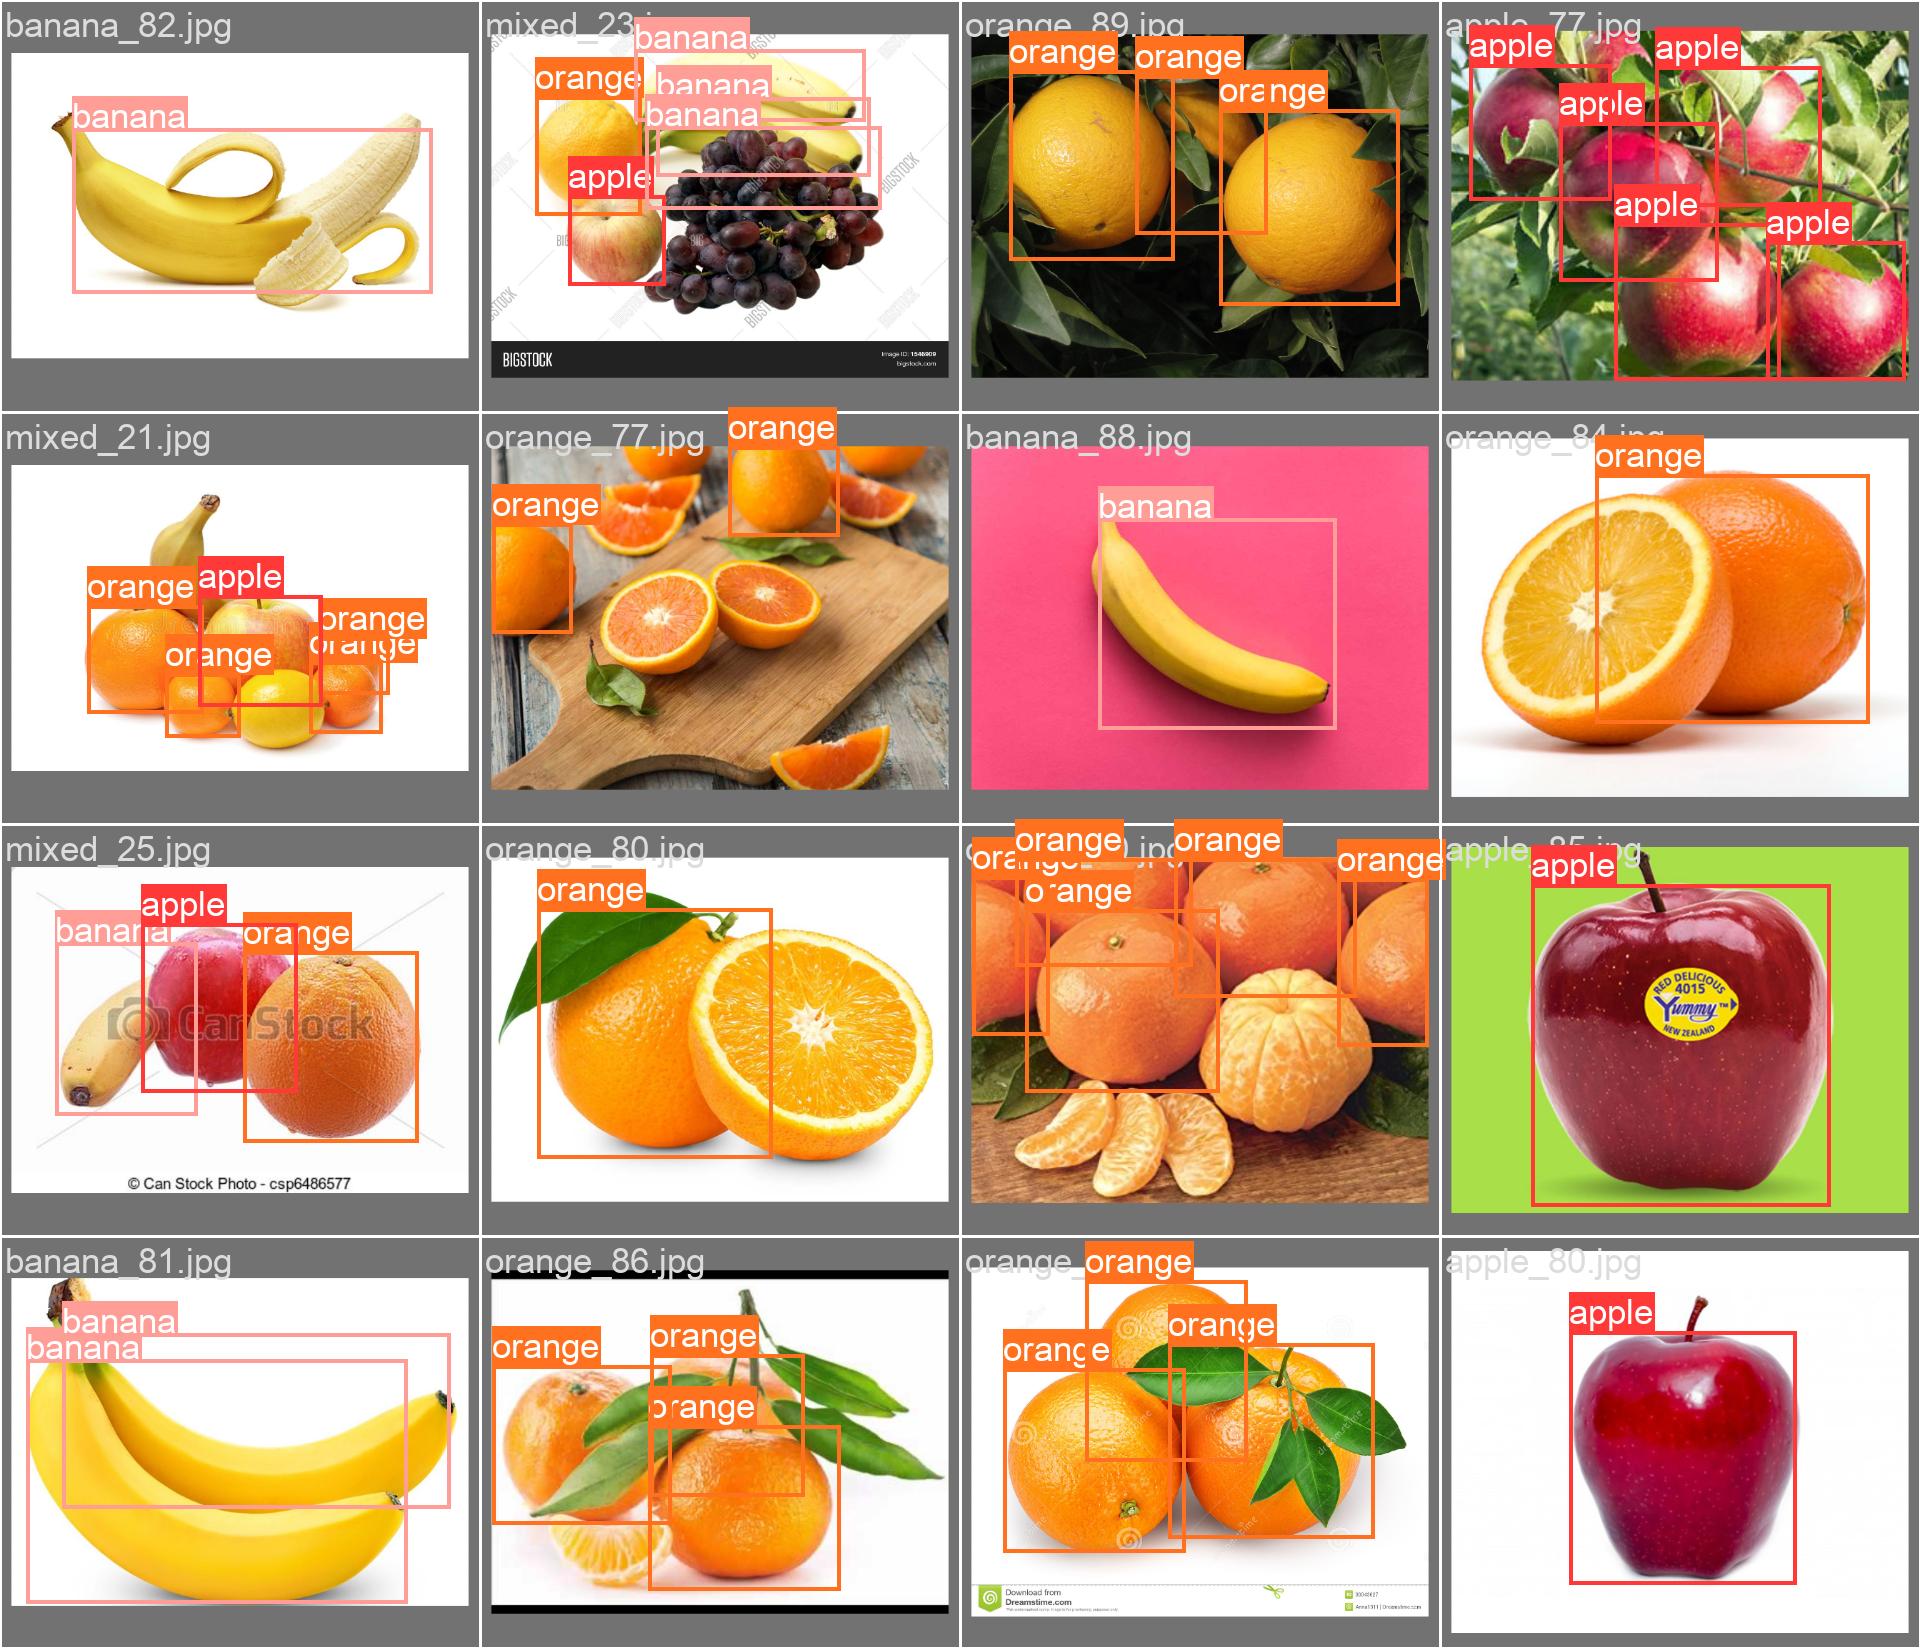 banana_82.jpg
banana
mixed_23.j
banana
orange
banana
banana
apple
BIGSTOCK
BIGSTOCK
BIGSTOCK
BIGSTOCK
Image ID: 1546909
bigstock.com
orange_89.jpg
orange
orange
orange
apple_77.jpg
apple
apple
apple
apple
apple
mixed_21.jpg
orange
apple
orange
orange
orange
orange_77.jpg
orange
orange
banana_88.jpg
banana
orange_84.jpg
orange
mixed_25.jpg
apple
banana
orange
CanStock
© Can Stock Photo - csp6486577
orange_80.jpg
orange
orange
orange
orange
orange
orange
apple_85.jpg
apple
RED DELICIOUS
4015
Yummy™
NEW ZEALAND
banana_81.jpg
banana
banana
orange_86.jpg
orange
orange
orange
orange_
orange
orange
orange
Download from
Dreamstime.com
apple_80.jpg
apple